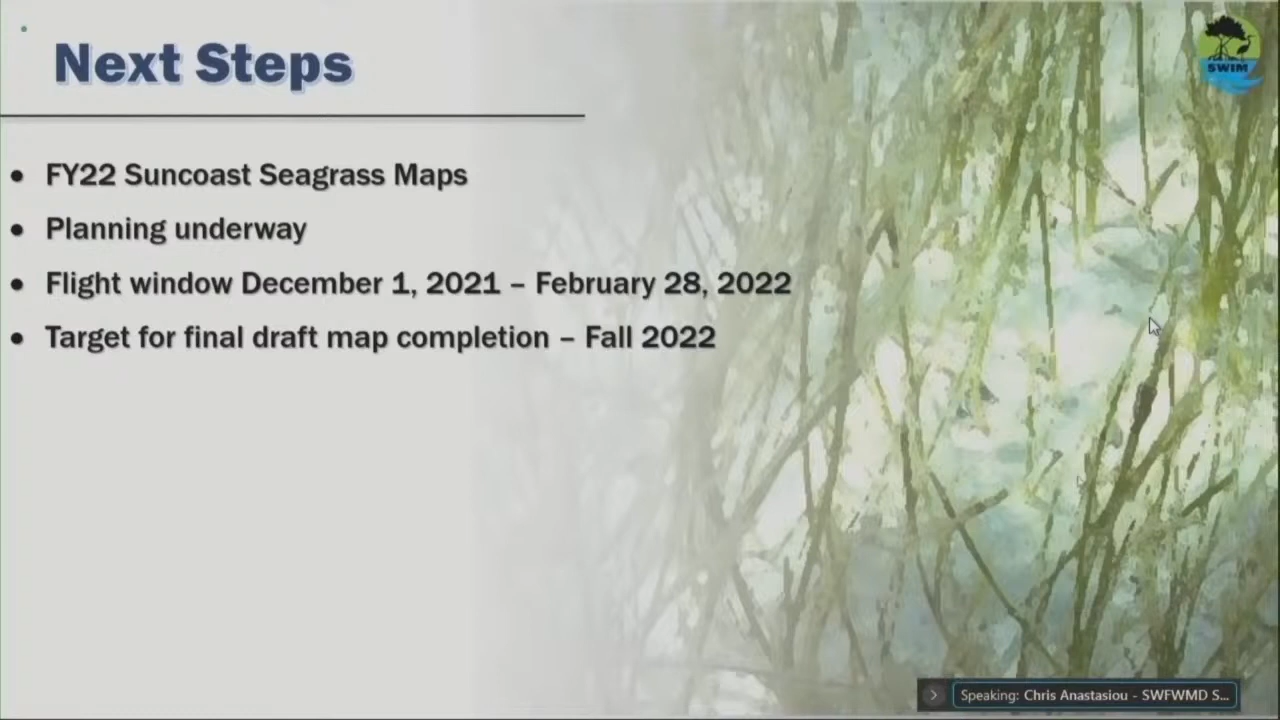 Next Steps
SWIM
• FY22 Suncoast Seagrass Maps
• Planning underway
• Flight window December 1, 2021 – February 28, 2022
• Target for final draft map completion – Fall 2022
Speaking: Chris Anastasiou - SWFWMD S...